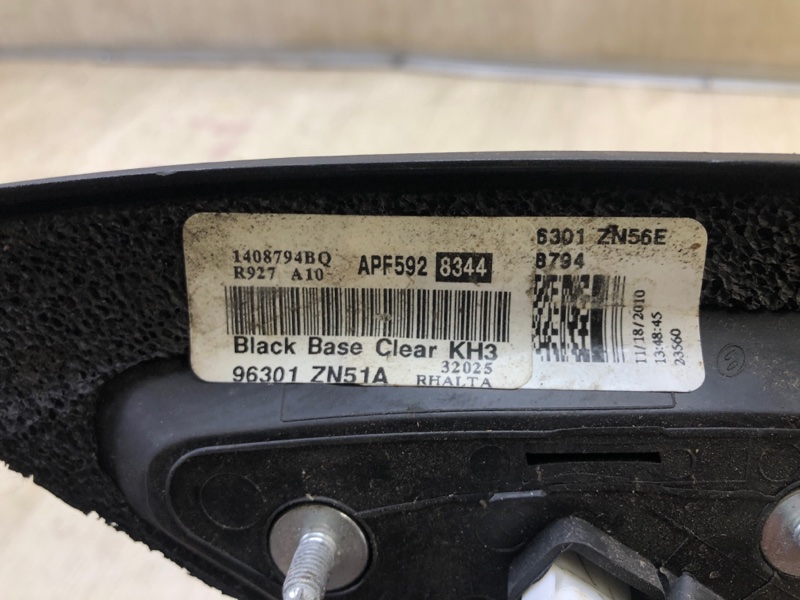 1408794BQ
R927 A10
APF592 8344
Black Base Clear KH3
96301 ZN51A
32025
RHALTA
6301 ZN56E
8794
11/18/2010
13:48:45
23560